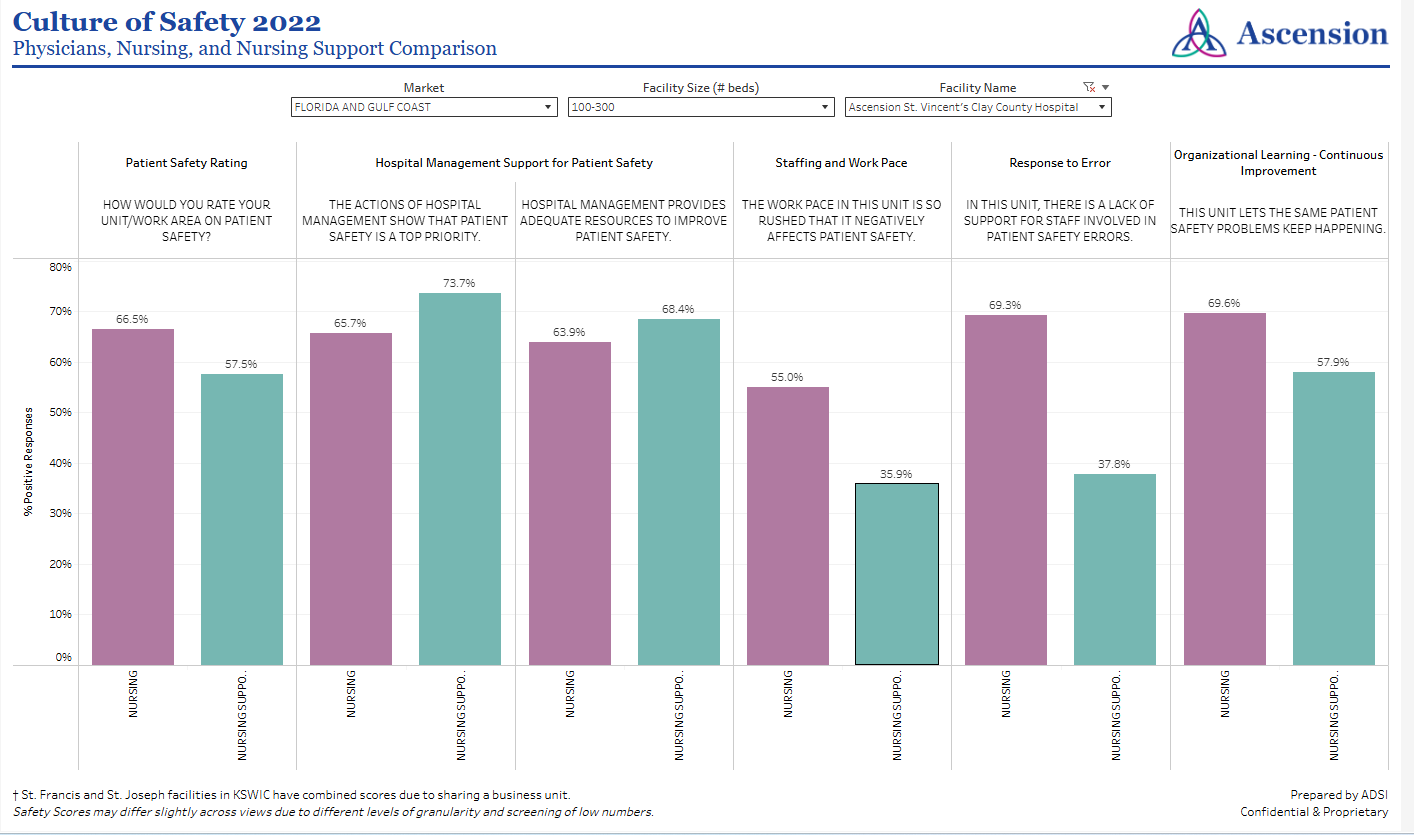 Culture of Safety 2022
Physicians, Nursing, and Nursing Support Comparison
Ascension
Market
FLORIDA AND GULF COAST
Facility Size (# beds)
100-300
Facility Name
Ascension St. Vincent's Clay County Hospital
Patient Safety Rating
Hospital Management Support for Patient Safety
Staffing and Work Pace
Response to Error
Organizational Learning - Continuous
Improvement
HOW WOULD YOU RATE YOUR
UNIT/WORK AREA ON PATIENT
SAFETY?
THE ACTIONS OF HOSPITAL
MANAGEMENT SHOW THAT PATIENT
SAFETY IS A TOP PRIORITY.
HOSPITAL MANAGEMENT PROVIDES
ADEQUATE RESOURCES TO IMPROVE
PATIENT SAFETY.
THE WORK PACE IN THIS UNIT IS SO
RUSHED THAT IT NEGATIVELY
AFFECTS PATIENT SAFETY.
IN THIS UNIT, THERE IS A LACK OF
SUPPORT FOR STAFF INVOLVED IN
PATIENT SAFETY ERRORS.
THIS UNIT LETS THE SAME PATIENT
SAFETY PROBLEMS KEEP HAPPENING.
% Positive Responses
80%
70%
60%
50%
40%
30%
20%
10%
0%
66.5%
57.5%
65.7%
73.7%
63.9%
68.4%
55.0%
35.9%
69.3%
37.8%
69.6%
57.9%
NURSING
NURSING SUPPO..
NURSING
NURSING SUPPO..
NURSING
NURSING SUPPO..
NURSING
NURSING SUPPO..
NURSING
NURSING SUPPO..
NURSING
NURSING SUPPO..
† St. Francis and St. Joseph facilities in KSWIC have combined scores due to sharing a business unit.
Safety Scores may differ slightly across views due to different levels of granularity and screening of low numbers.
Prepared by ADSI
Confidential & Proprietary